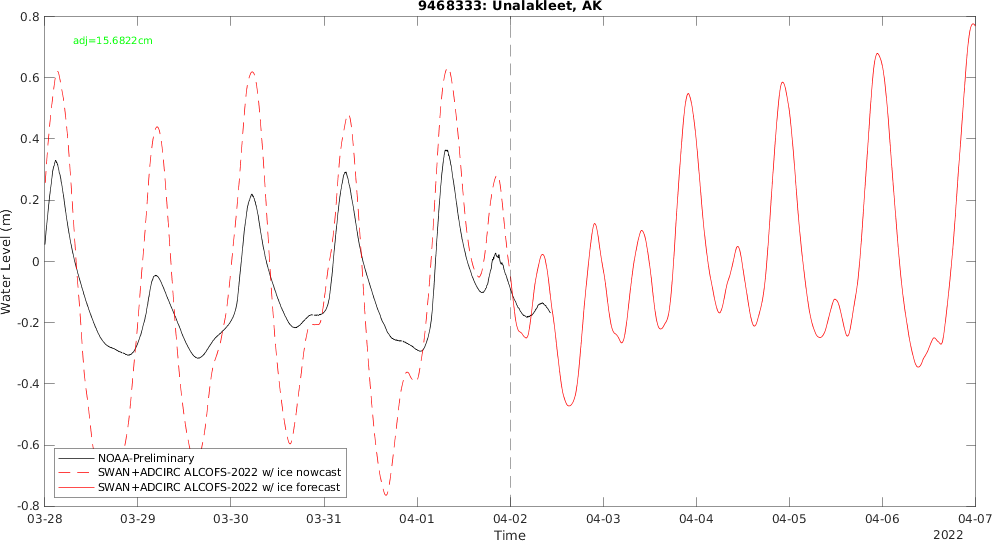 9468333: Unalakleet, AK
adj=15.6822cm
Water Level (m)
0.8
0.6
0.4
0.2
0
-0.2
-0.4
-0.6
-0.8
NOAA-Preliminary
SWAN+ADCIRC ALCOFS-2022 w/ ice nowcast
SWAN+ADCIRC ALCOFS-2022 w/ ice forecast
03-28 03-29 03-30 03-31 04-01 04-02 04-03 04-04 04-05 04-06 04-07
Time
2022